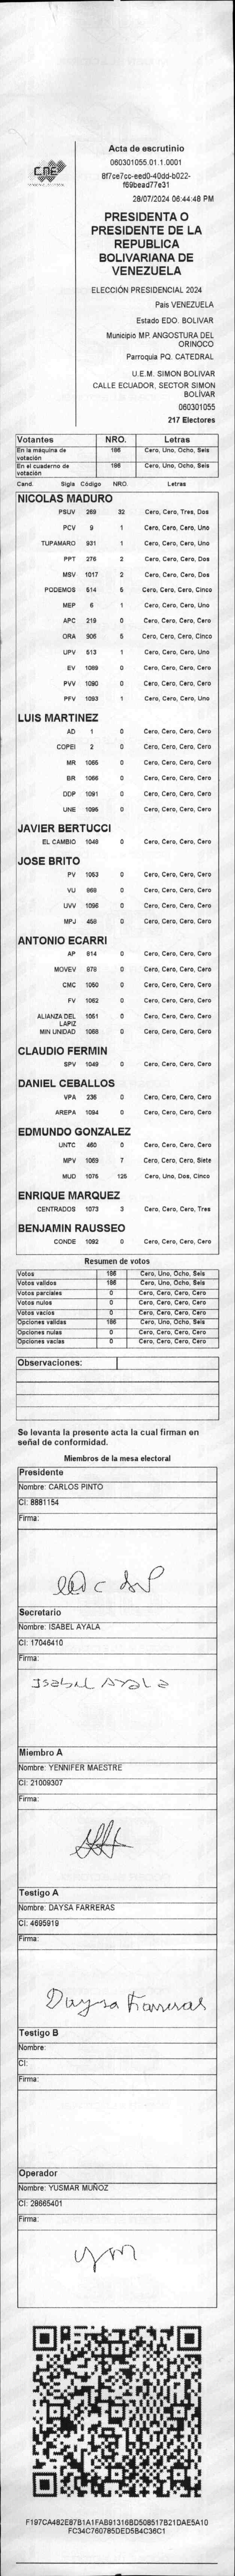 CNE
Acta de escrutinio
060301055.01.1.0001
8f7ce7cc-eed0-40dd-b022-
f69bead77e31
28/07/2024 06:44:48 PM
PRESIDENTA O
PRESIDENTE DE LA
REPUBLICA
BOLIVARIANA DE
VENEZUELA
ELECCIÓN PRESIDENCIAL 2024
Pais VENEZUELA
Estado EDO. BOLIVAR
Municipio MP. ANGOSTURA DEL
ORINOCO
Parroquia PQ. CATEDRAL
U.E.M. SIMON BOLIVAR
CALLE ECUADOR, SECTOR SIMON
BOLÍVAR
060301055
217 Electores
Votantes NRO. Letras
En la máquina de votación 186 Cero, Uno, Ocho, Seis
En el cuaderno de votación 186 Cero, Uno, Ocho, Seis
Cand. Sigla Código NRO. Letras
NICOLAS MADURO
PSUV 269 32 Cero, Cero, Tres, Dos
PCV 9 1 Cero, Cero, Cero, Uno
TUPAMARO 931 1 Cero, Cero, Cero, Uno
PPT 276 2 Cero, Cero, Cero, Dos
MSV 1017 2 Cero, Cero, Cero, Dos
PODEMOS 514 5 Cero, Cero, Cero, Cinco
MEP 6 1 Cero, Cero, Cero, Uno
APC 219 0 Cero, Cero, Cero, Cero
ORA 906 5 Cero, Cero, Cero, Cinco
UPV 513 1 Cero, Cero, Cero, Uno
EV 1089 0 Cero, Cero, Cero, Cero
PVV 1090 0 Cero, Cero, Cero, Cero
PFV 1093 1 Cero, Cero, Cero, Uno
LUIS MARTINEZ
AD 1 0 Cero, Cero, Cero, Cero
COPEI 2 0 Cero, Cero, Cero, Cero
MR 1065 0 Cero, Cero, Cero, Cero
BR 1066 0 Cero, Cero, Cero, Cero
DDP 1091 0 Cero, Cero, Cero, Cero
UNE 1095 0 Cero, Cero, Cero, Cero
JAVIER BERTUCCI
EL CAMBIO 1048 0 Cero, Cero, Cero, Cero
JOSE BRITO
PV 1053 0 Cero, Cero, Cero, Cero
VU 868 0 Cero, Cero, Cero, Cero
UVV 1096 0 Cero, Cero, Cero, Cero
MPJ 458 0 Cero, Cero, Cero, Cero
ANTONIO ECARRI
AP 814 0 Cero, Cero, Cero, Cero
MOVEV 878 0 Cero, Cero, Cero, Cero
CMC 1050 0 Cero, Cero, Cero, Cero
FV 1062 0 Cero, Cero, Cero, Cero
ALIANZA DEL LAPIZ 1051 0 Cero, Cero, Cero, Cero
MIN UNIDAD 1068 0 Cero, Cero, Cero, Cero
CLAUDIO FERMIN
SPV 1049 0 Cero, Cero, Cero, Cero
DANIEL CEBALLOS
VPA 236 0 Cero, Cero, Cero, Cero
AREPA 1094 0 Cero, Cero, Cero, Cero
EDMUNDO GONZALEZ
UNTC 460 0 Cero, Cero, Cero, Cero
MPV 1069 7 Cero, Cero, Cero, Siete
MUD 1075 125 Cero, Uno, Dos, Cinco
ENRIQUE MARQUEZ
CENTRADOS 1073 3 Cero, Cero, Cero, Tres
BENJAMIN RAUSSEO
CONDE 1092 0 Cero, Cero, Cero, Cero
Resumen de votos
Votos 186 Cero, Uno, Ocho, Seis
Votos validos 186 Cero, Uno, Ocho, Seis
Votos parciales 0 Cero, Cero, Cero, Cero
Votos nulos 0 Cero, Cero, Cero, Cero
Votos vacios 0 Cero, Cero, Cero, Cero
Opciones validas 186 Cero, Uno, Ocho, Seis
Opciones nulas 0 Cero, Cero, Cero, Cero
Opciones vacias 0 Cero, Cero, Cero, Cero
Observaciones:
Se levanta la presente acta la cual firman en
señal de conformidad.
Miembros de la mesa electoral
Presidente
Nombre: CARLOS PINTO
CI: 8881154
Firma:
Secretario
Nombre: ISABEL AYALA
CI: 17046410
Firma:
Isabel Ayala
Miembro A
Nombre: YENNIFER MAESTRE
CI: 21009307
Firma:
Testigo A
Nombre: DAYSA FARRERAS
CI: 4695919
Firma:
Daysa Farreras
Testigo B
Nombre:
CI:
Firma:
Operador
Nombre: YUSMAR MUÑOZ
CI: 28665401
Firma:
ym
F197CA482E87B1A1FAB91316BD508517B21DAE5A10
FC34C760785DED5B4C36C1